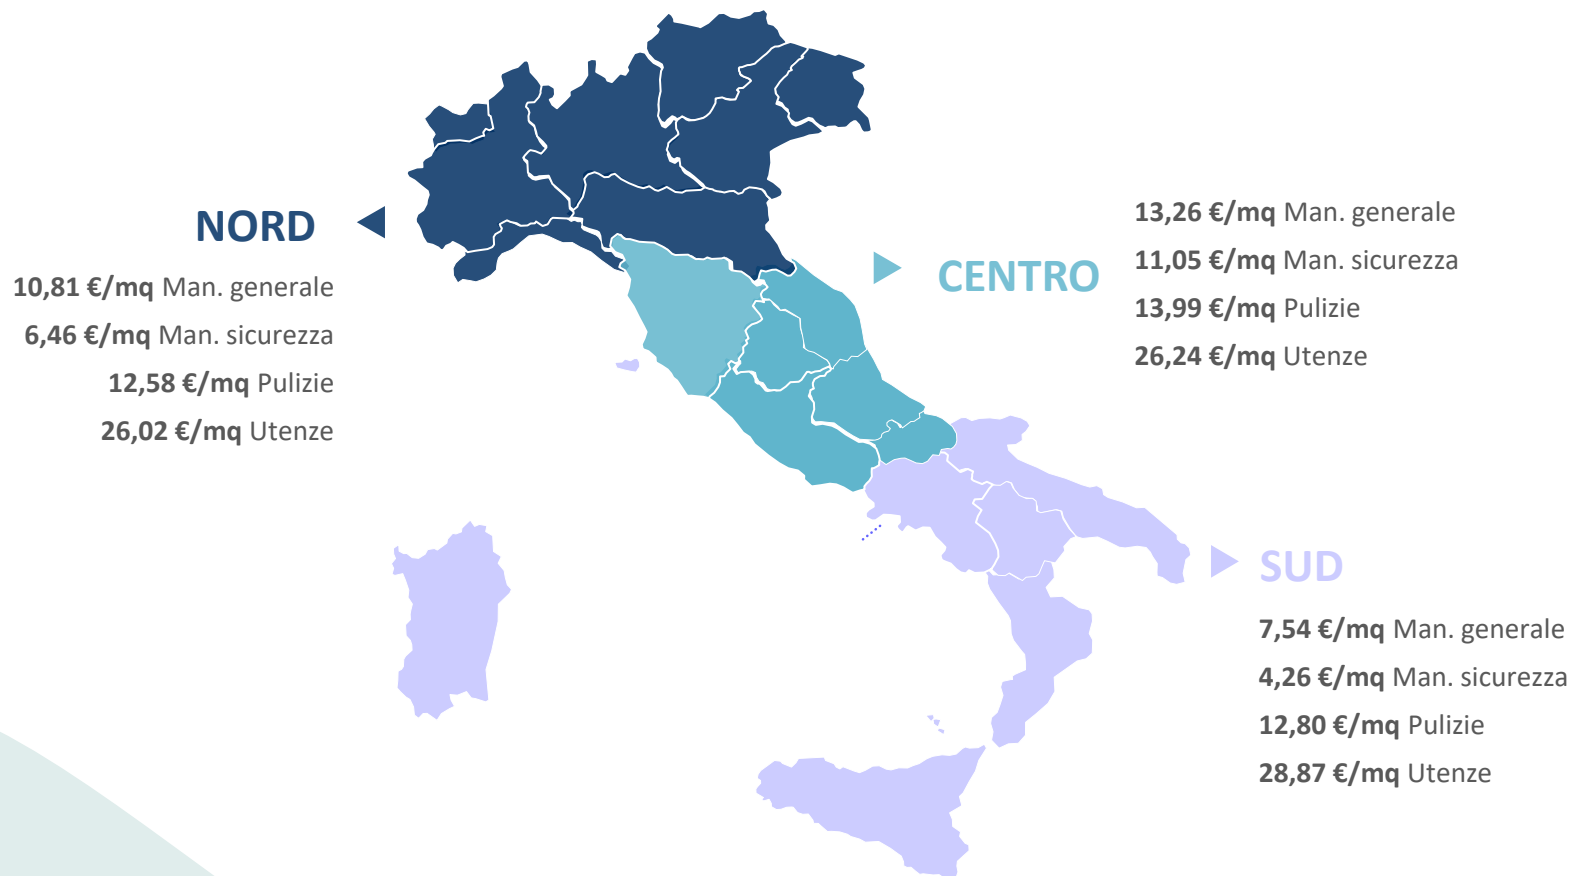 NORD
10,81 €/mq Man. generale
6,46 €/mq Man. sicurezza
12,58 €/mq Pulizie
26,02 €/mq Utenze
CENTRO
13,26 €/mq Man. generale
11,05 €/mq Man. sicurezza
13,99 €/mq Pulizie
26,24 €/mq Utenze
SUD
7,54 €/mq Man. generale
4,26 €/mq Man. sicurezza
12,80 €/mq Pulizie
28,87 €/mq Utenze